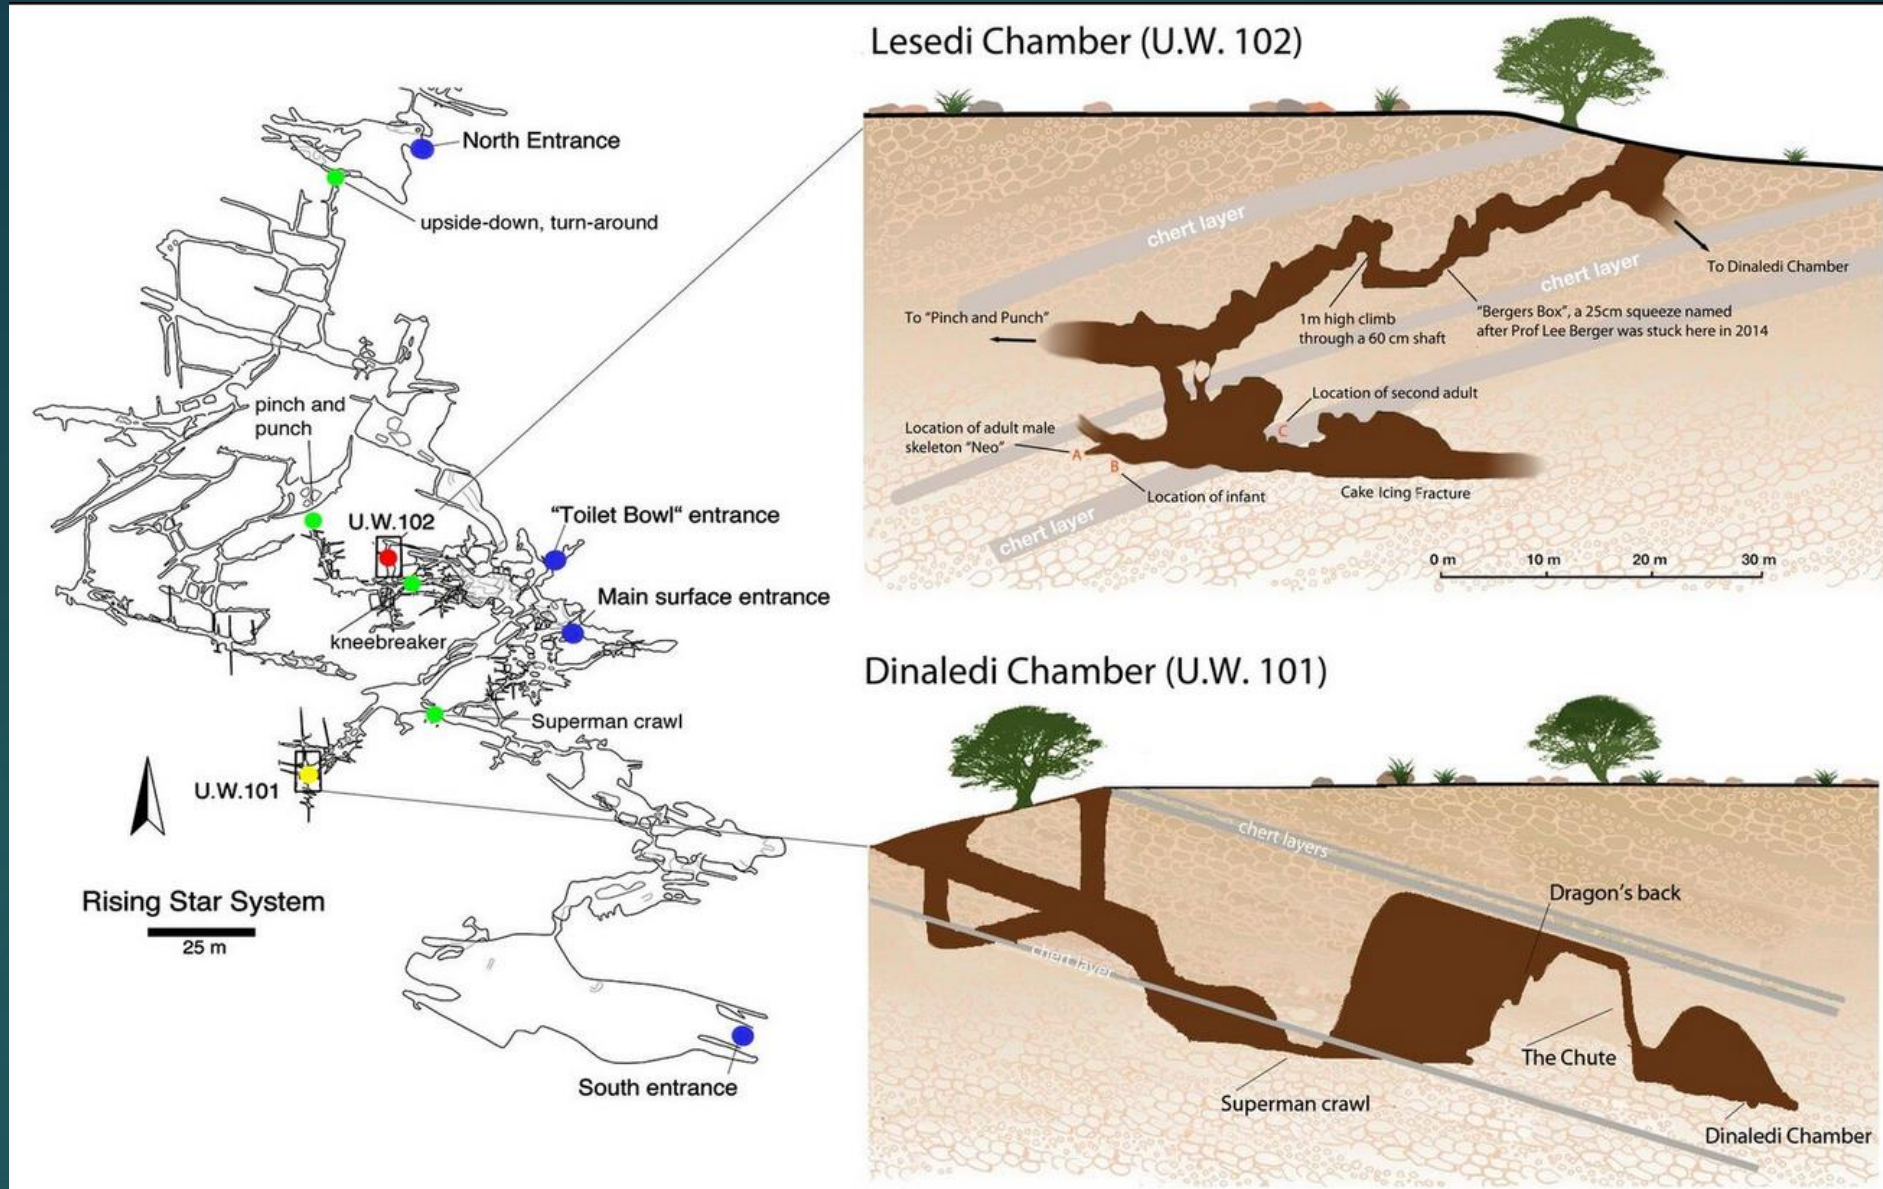 North Entrance
upside-down, turn-around
pinch and
punch
U.W.102
"Toilet Bowl" entrance
Main surface entrance
kneebreaker
Superman crawl
U.W.101
Rising Star System
25 m
South entrance
Lesedi Chamber (U.W. 102)
chert layer
chert layer
To Dinaledi Chamber
To "Pinch and Punch"
1m high climb
through a 60 cm shaft
"Bergers Box", a 25cm squeeze named
after Prof Lee Berger was stuck here in 2014
Location of second adult
C
Location of adult male
skeleton "Neo"
A
B
Location of infant
Cake Icing Fracture
chert layer
0 m 10 m 20 m 30 m
Dinaledi Chamber (U.W. 101)
chert layers
Dragon's back
chert layer
The Chute
Superman crawl
Dinaledi Chamber